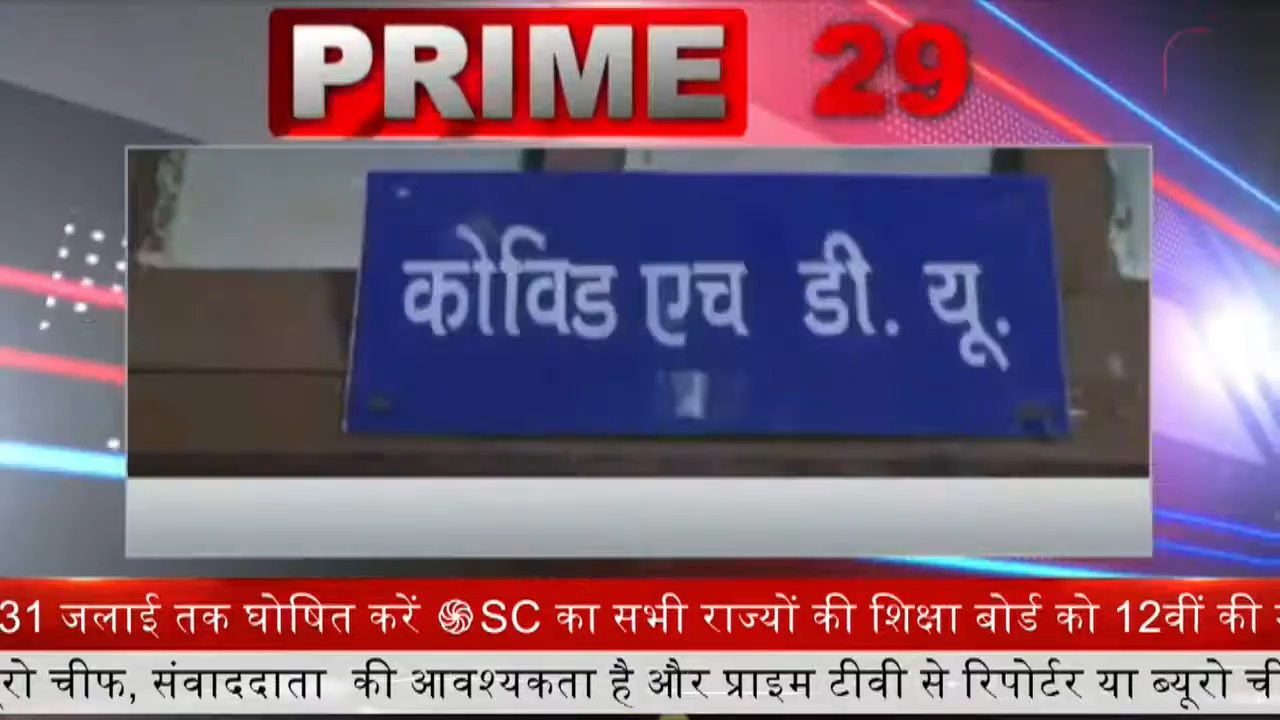 PRIME 29
कोविड एच डी. यू.
31 जलाई तक घोषित करें SC का सभी राज्यों की शिक्षा बोर्ड को 12वीं की
चीफ, संवाददाता की आवश्यकता है और प्राइम टीवी से रिपोर्टर या ब्यूरो